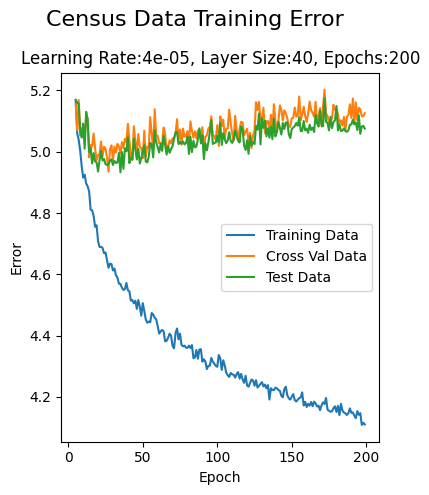 Census Data Training Error
Learning Rate:4e-05, Layer Size:40, Epochs:200
5.2
5.0
4.8
4.6
4.4
4.2
Error
Training Data
Cross Val Data
Test Data
0 50 100 150 200
Epoch